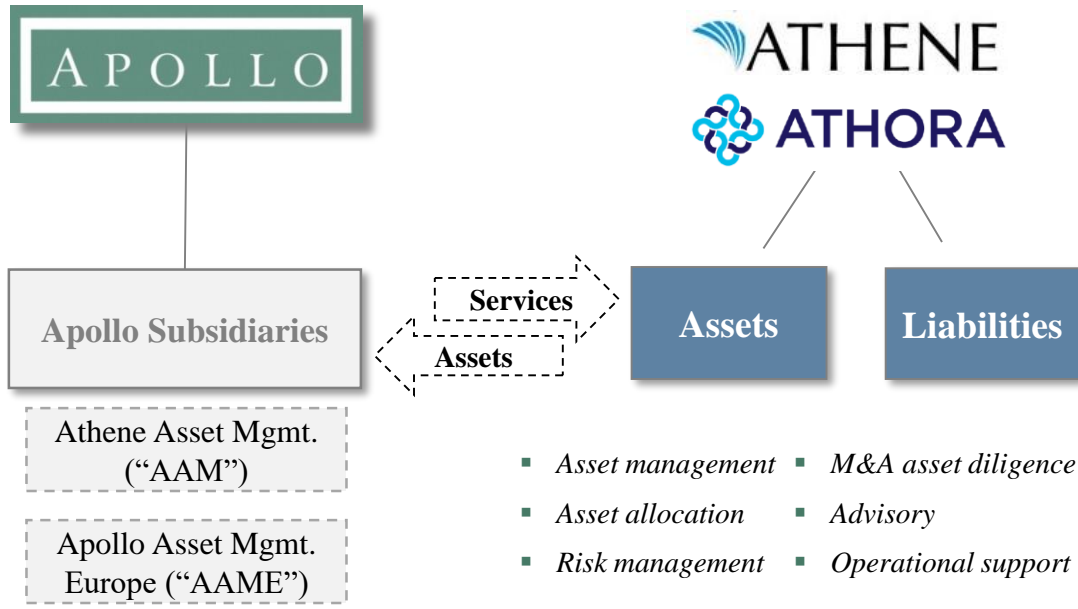 APOLLO
ATHENE
ATHORA
Apollo Subsidiaries
Services
Assets
Assets
Liabilities
Athene Asset Mgmt.
(“AAM”)
Apollo Asset Mgmt.
Europe (“AAME”)
▪ Asset management
▪ Asset allocation
▪ Risk management
▪ M&A asset diligence
▪ Advisory
▪ Operational support